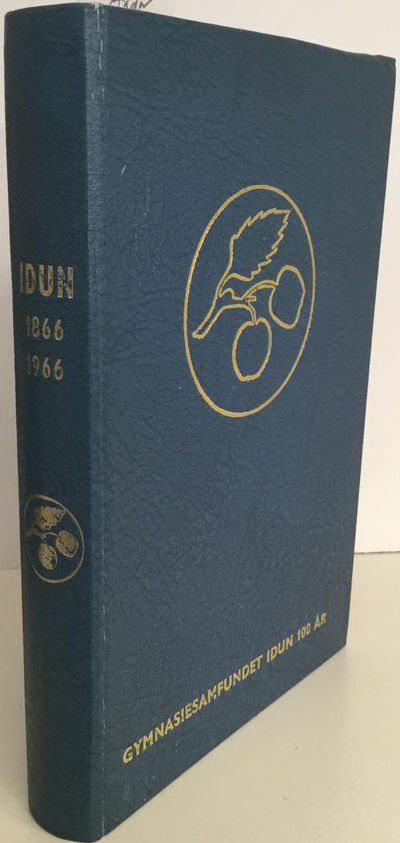 IDUN
1866
1966
GYMNASIESAMFUNDET IDUN 100 ÅR